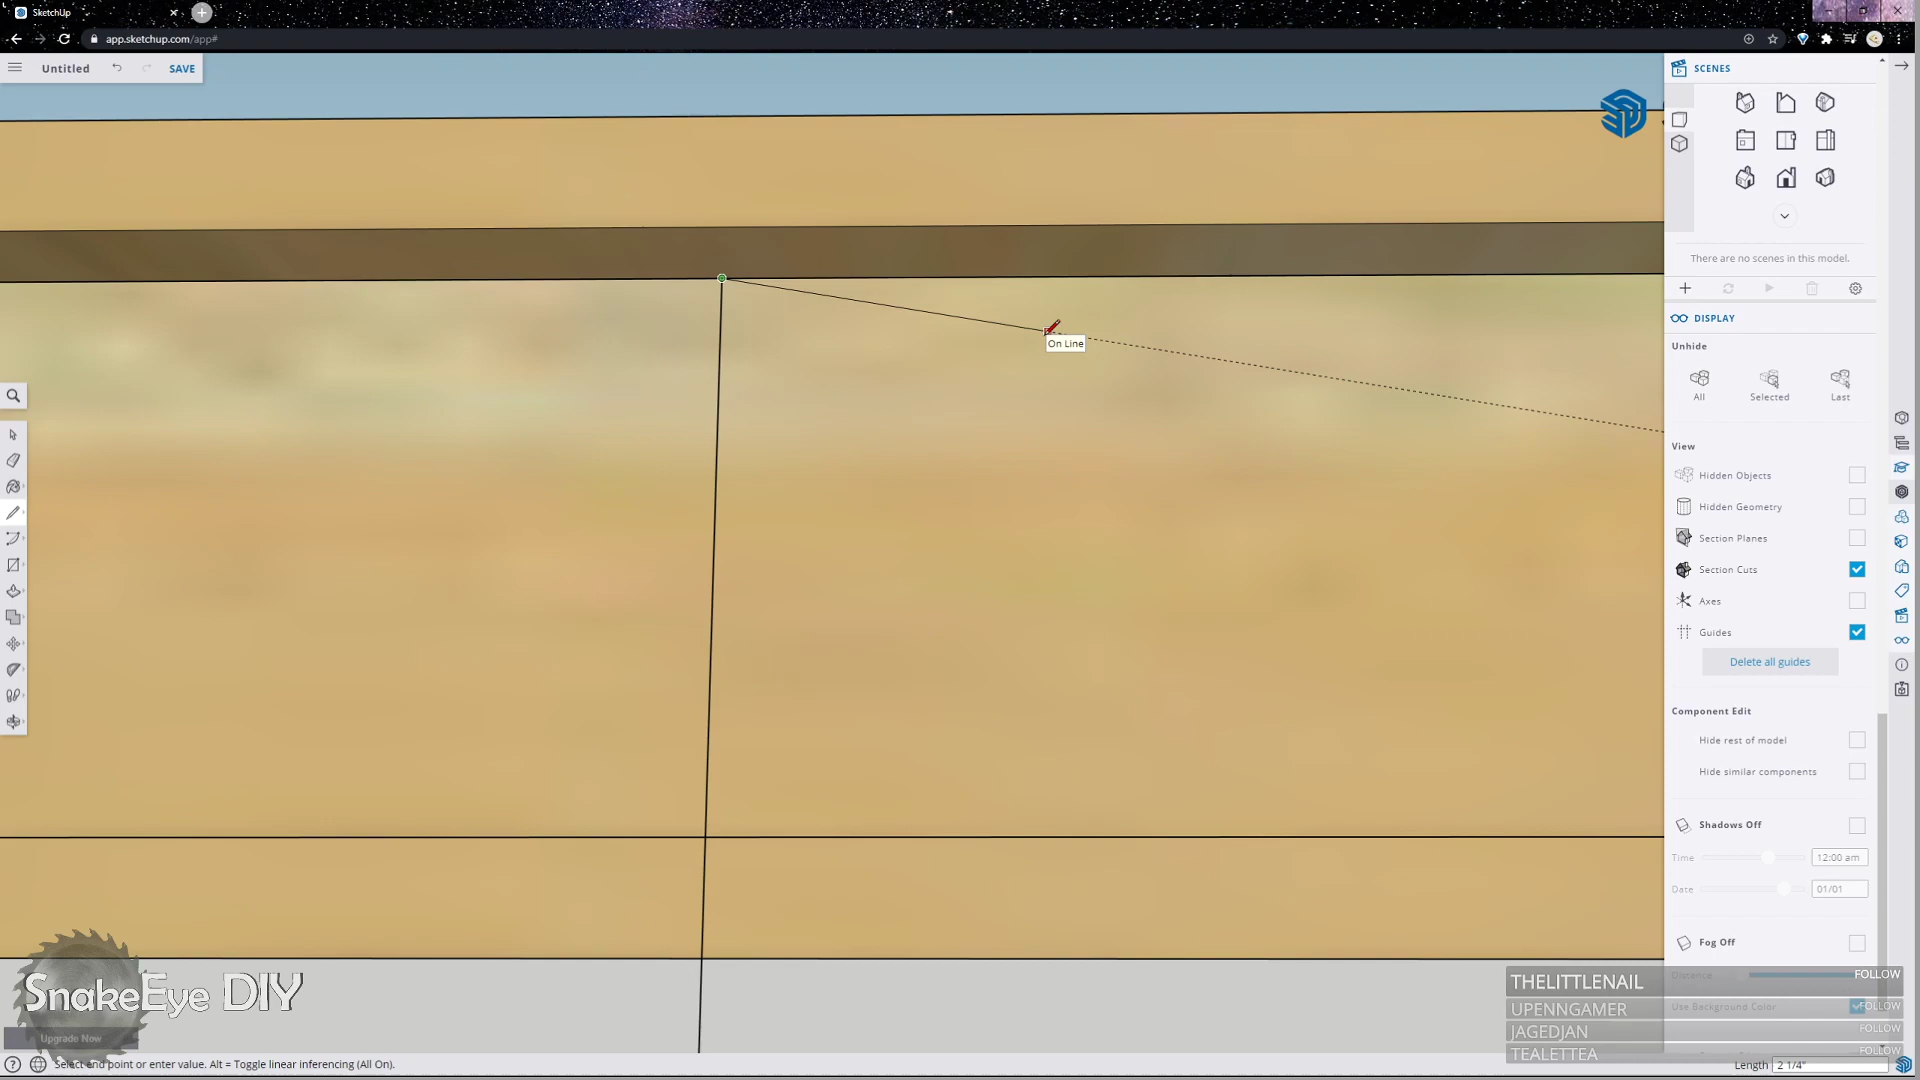 SketchUp
app.sketchup.com/app#
Untitled
SAVE
SCENES
There are no scenes in this model.
DISPLAY
Unhide
All
Selected
Last
View
Hidden Objects
Hidden Geometry
Section Planes
Section Cuts
Axes
Guides
Delete all guides
Component Edit
Hide rest of model
Hide similar components
Shadows Off
Time
12:00 am
Date
01/01
Fog Off
Distance
Use Background Color
On Line
SnakeEye DIY
Upgrade Now
THELITTLENAIL FOLLOW
UPENNGAMER FOLLOW
JAGEDJAN FOLLOW
TEALETTEA FOLLOW
Select end point or enter value. Alt = Toggle linear inferencing (All On).
Length 2 1/4"